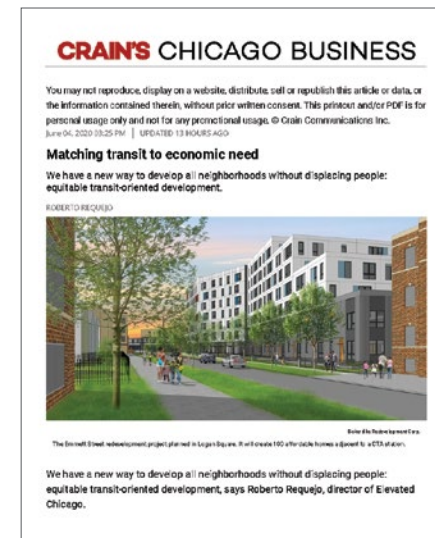 CRAIN'S CHICAGO BUSINESS
You may not reproduce, display on a website, distribute, sell or republish this article or data, or
the information contained therein, without prior written consent. This printout and/or PDF is for
personal usage only and not for any promotional usage. © Crain Communications Inc.
June 04, 2020 03:25 PM | UPDATED 13 HOURS AGO
Matching transit to economic need
We have a new way to develop all neighborhoods without displacing people:
equitable transit-oriented development.
ROBERTO REQUEJO
Bickerdike Redevelopment Corp.
The Emmett Street redevelopment project planned in Logan Square. It will create 100 affordable homes adjacent to a CTA station.
We have a new way to develop all neighborhoods without displacing people:
equitable transit-oriented development, says Roberto Requejo, director of Elevated
Chicago.